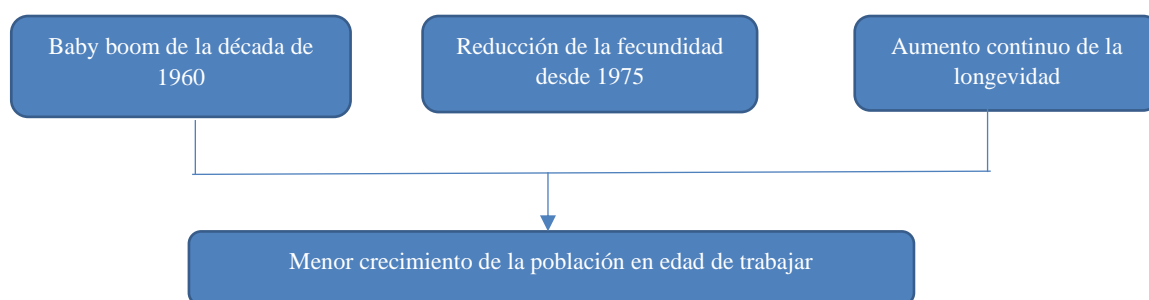 Baby boom de la década de
1960
Reducción de la fecundidad
desde 1975
Aumento continuo de la
longevidad
Menor crecimiento de la población en edad de trabajar